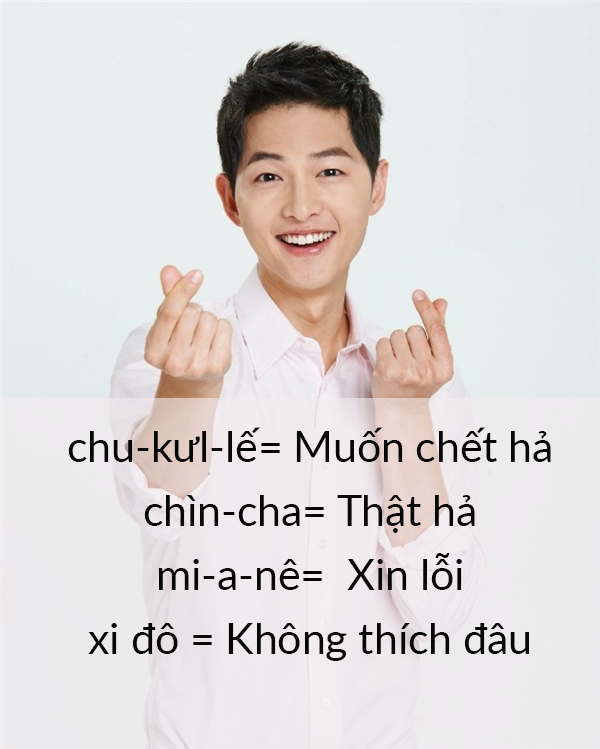 chu-kưl-lế= Muốn chết hả
chìn-cha= Thật hả
mi-a-nê= Xin lỗi
xi đô = Không thích đâu